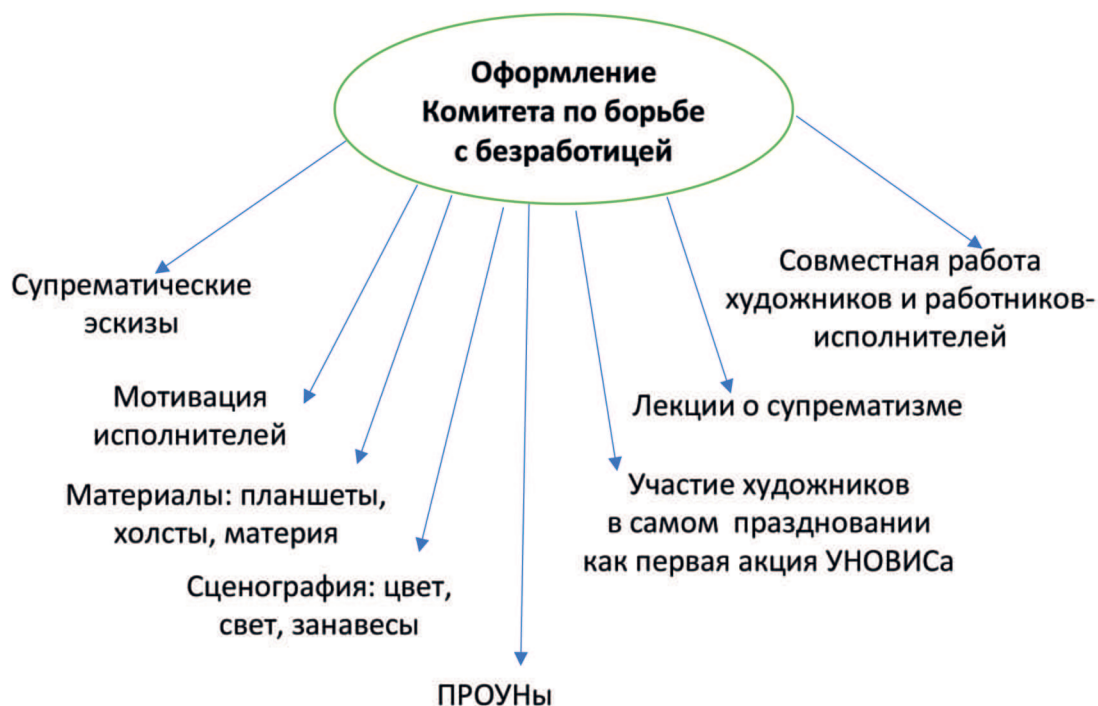 Оформление
Комитета по борьбе
с безработицей
Супрематические
эскизы
Мотивация
исполнителей
Материалы: планшеты,
холсты, материя
Сценография: цвет,
свет, занавесы
ПРОУНы
Участие художников
в самом праздновании
как первая акция УНОВИСа
Лекции о супрематизме
Совместная работа
художников и работников-
исполнителей